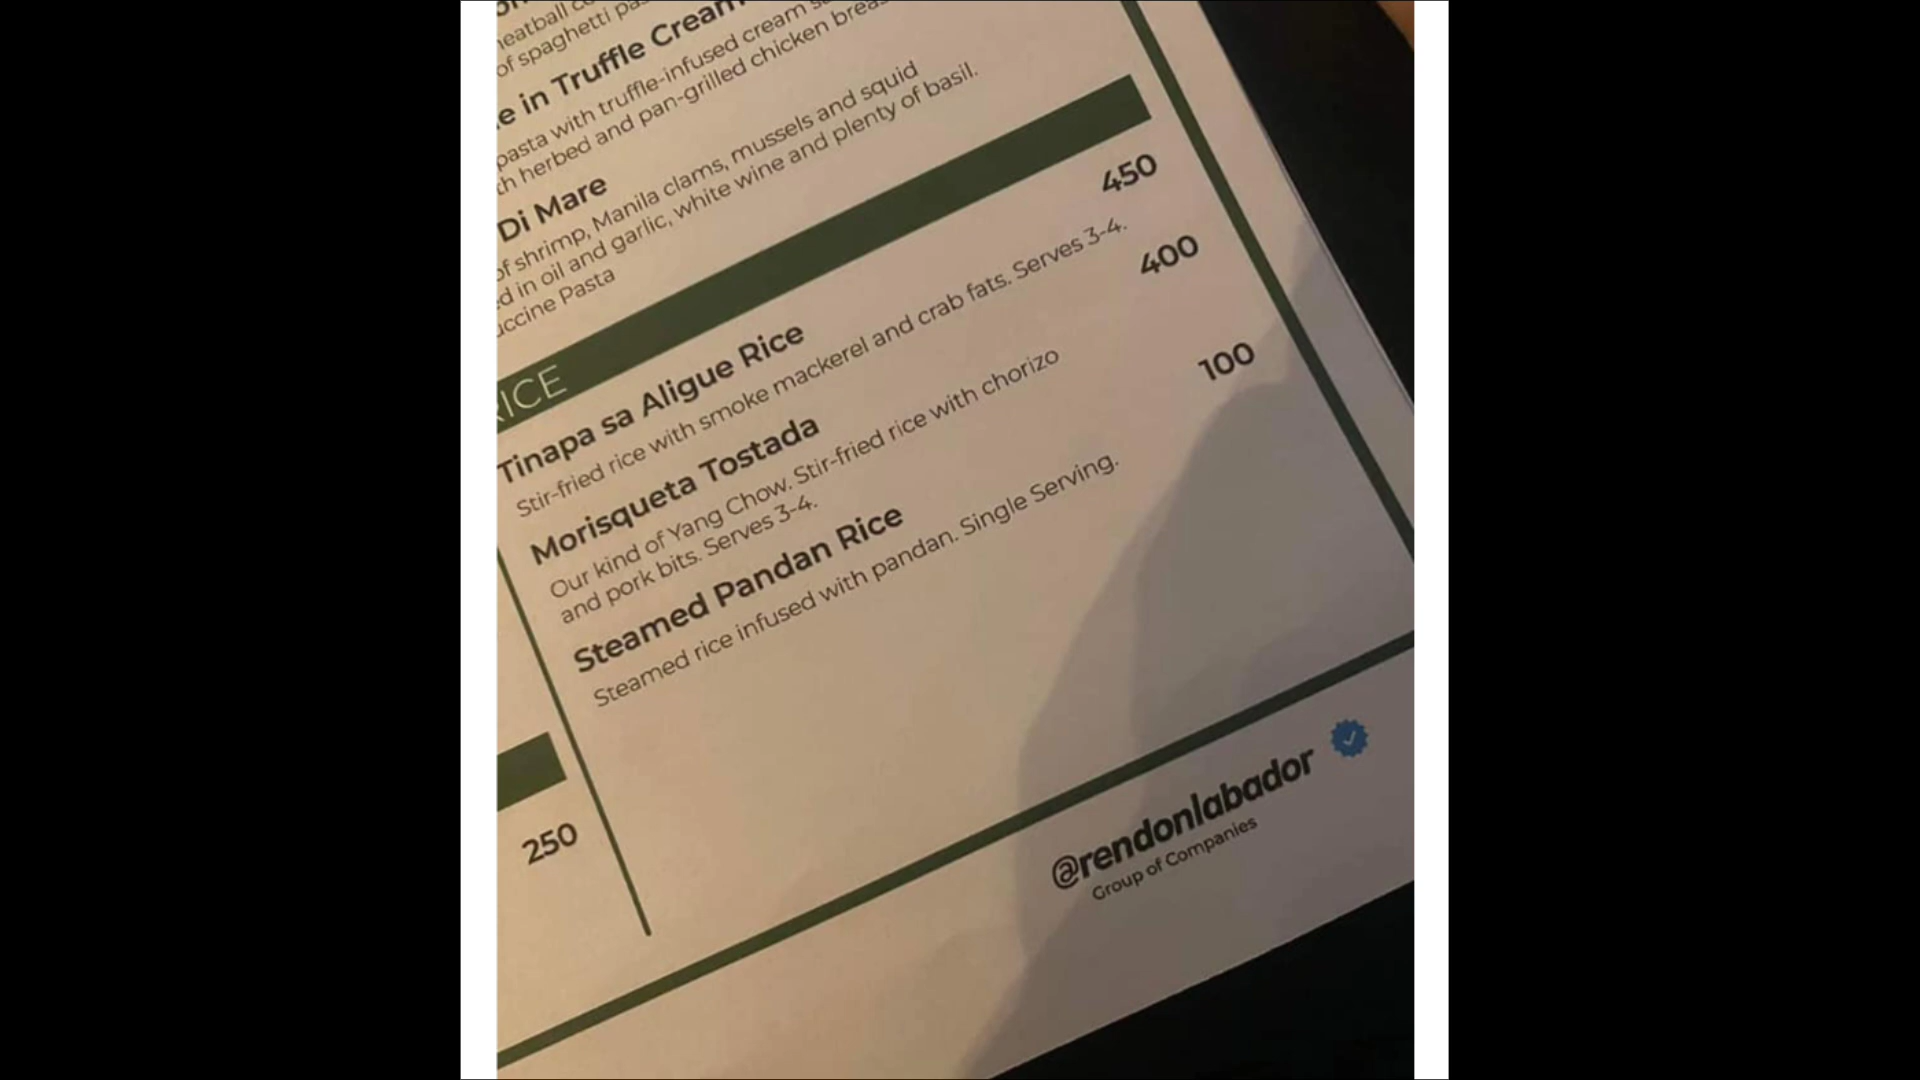 of spaghetti
in Truffle Cream
pasta with truffle-infused cream
herbed and pan-grilled chicken
Di Mare
of shrimp, Manila clams, mussels and squid
in oil and garlic, white wine and plenty of basil.
Pasta
RICE
Tinapa sa Aligue Rice 450
Stir-fried rice with smoke mackerel and crab fats. Serves 3-4.
Morisqueta Tostada 400
Our kind of Yang Chow. Stir-fried rice with chorizo
and pork bits. Serves 3-4.
Steamed Pandan Rice 100
Steamed rice infused with pandan. Single Serving.
250
@rendonlabador
Group of Companies